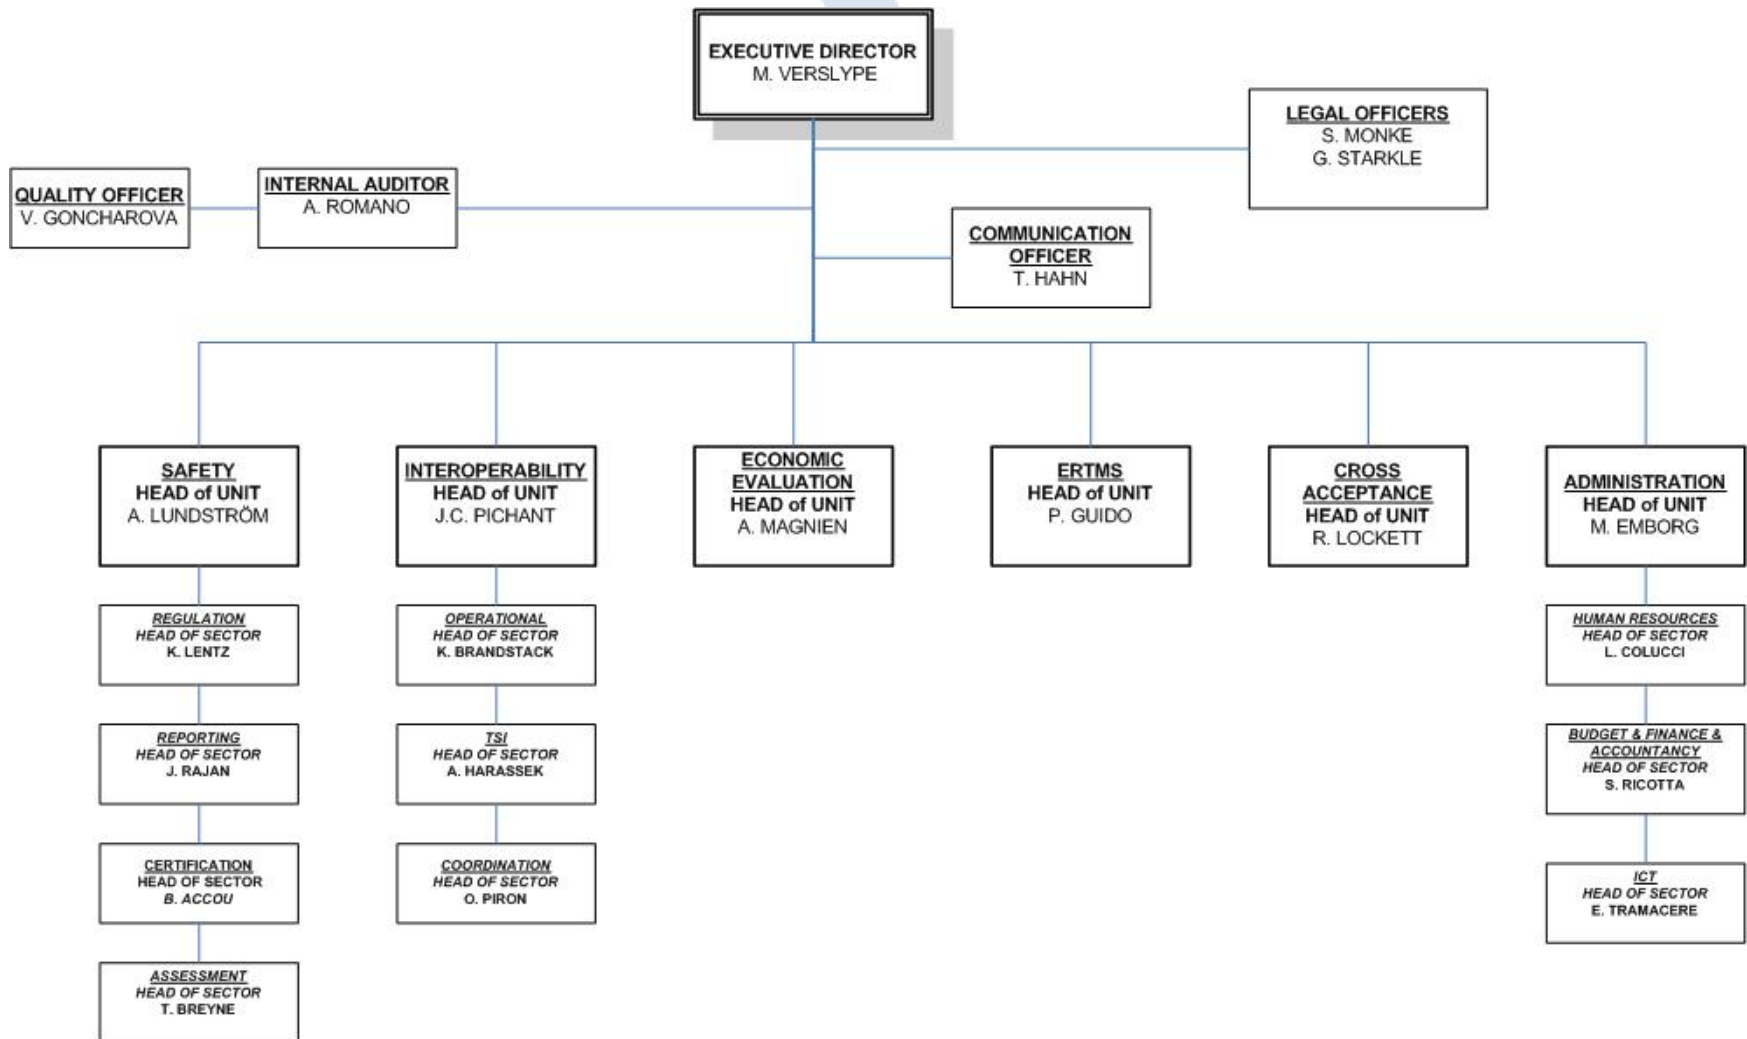 EXECUTIVE DIRECTOR
M. VERSLYPE
LEGAL OFFICERS
S. MONKE
G. STARKLE
QUALITY OFFICER
V. GONCHAROVA
INTERNAL AUDITOR
A. ROMANO
COMMUNICATION
OFFICER
T. HAHN
SAFETY
HEAD of UNIT
A. LUNDSTRÖM
INTEROPERABILITY
HEAD of UNIT
J.C. PICHANT
ECONOMIC
EVALUATION
HEAD of UNIT
A. MAGNIEN
ERTMS
HEAD of UNIT
P. GUIDO
CROSS
ACCEPTANCE
HEAD of UNIT
R. LOCKETT
ADMINISTRATION
HEAD of UNIT
M. EMBORG
REGULATION
HEAD OF SECTOR
K. LENTZ
OPERATIONAL
HEAD OF SECTOR
K. BRANDSTACK
HUMAN RESOURCES
HEAD OF SECTOR
L. COLUCCI
REPORTING
HEAD OF SECTOR
J. RAJAN
TSI
HEAD OF SECTOR
A. HARASSEK
BUDGET & FINANCE &
ACCOUNTANCY
HEAD OF SECTOR
S. RICOTTA
CERTIFICATION
HEAD OF SECTOR
B. ACCOU
COORDINATION
HEAD OF SECTOR
O. PIRON
ICT
HEAD OF SECTOR
E. TRAMACERE
ASSESSMENT
HEAD OF SECTOR
T. BREYNE